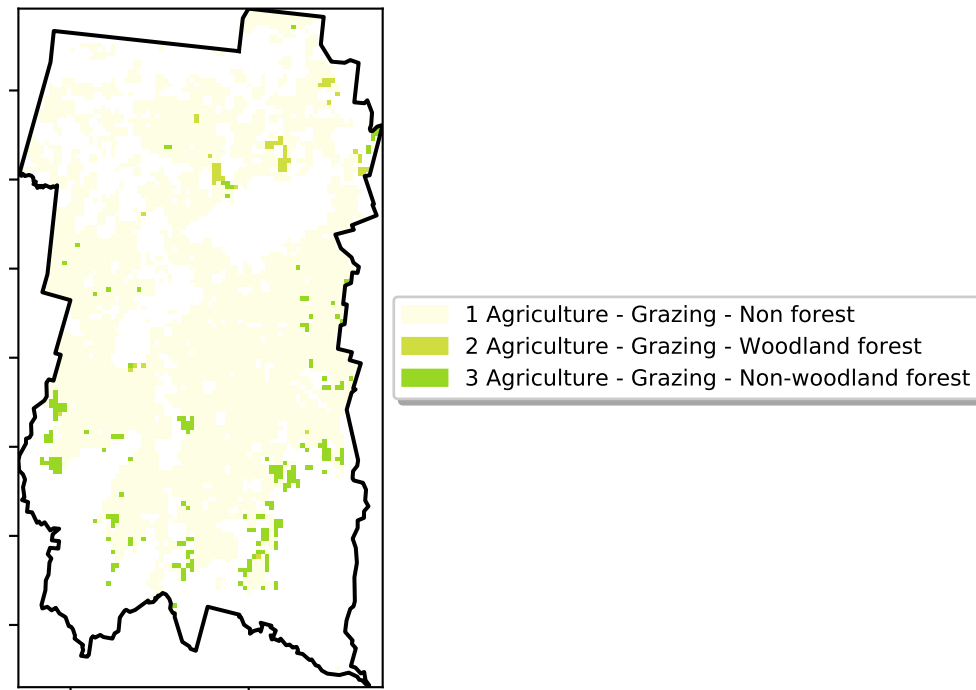 1 Agriculture - Grazing - Non forest
2 Agriculture - Grazing - Woodland forest
3 Agriculture - Grazing - Non-woodland forest